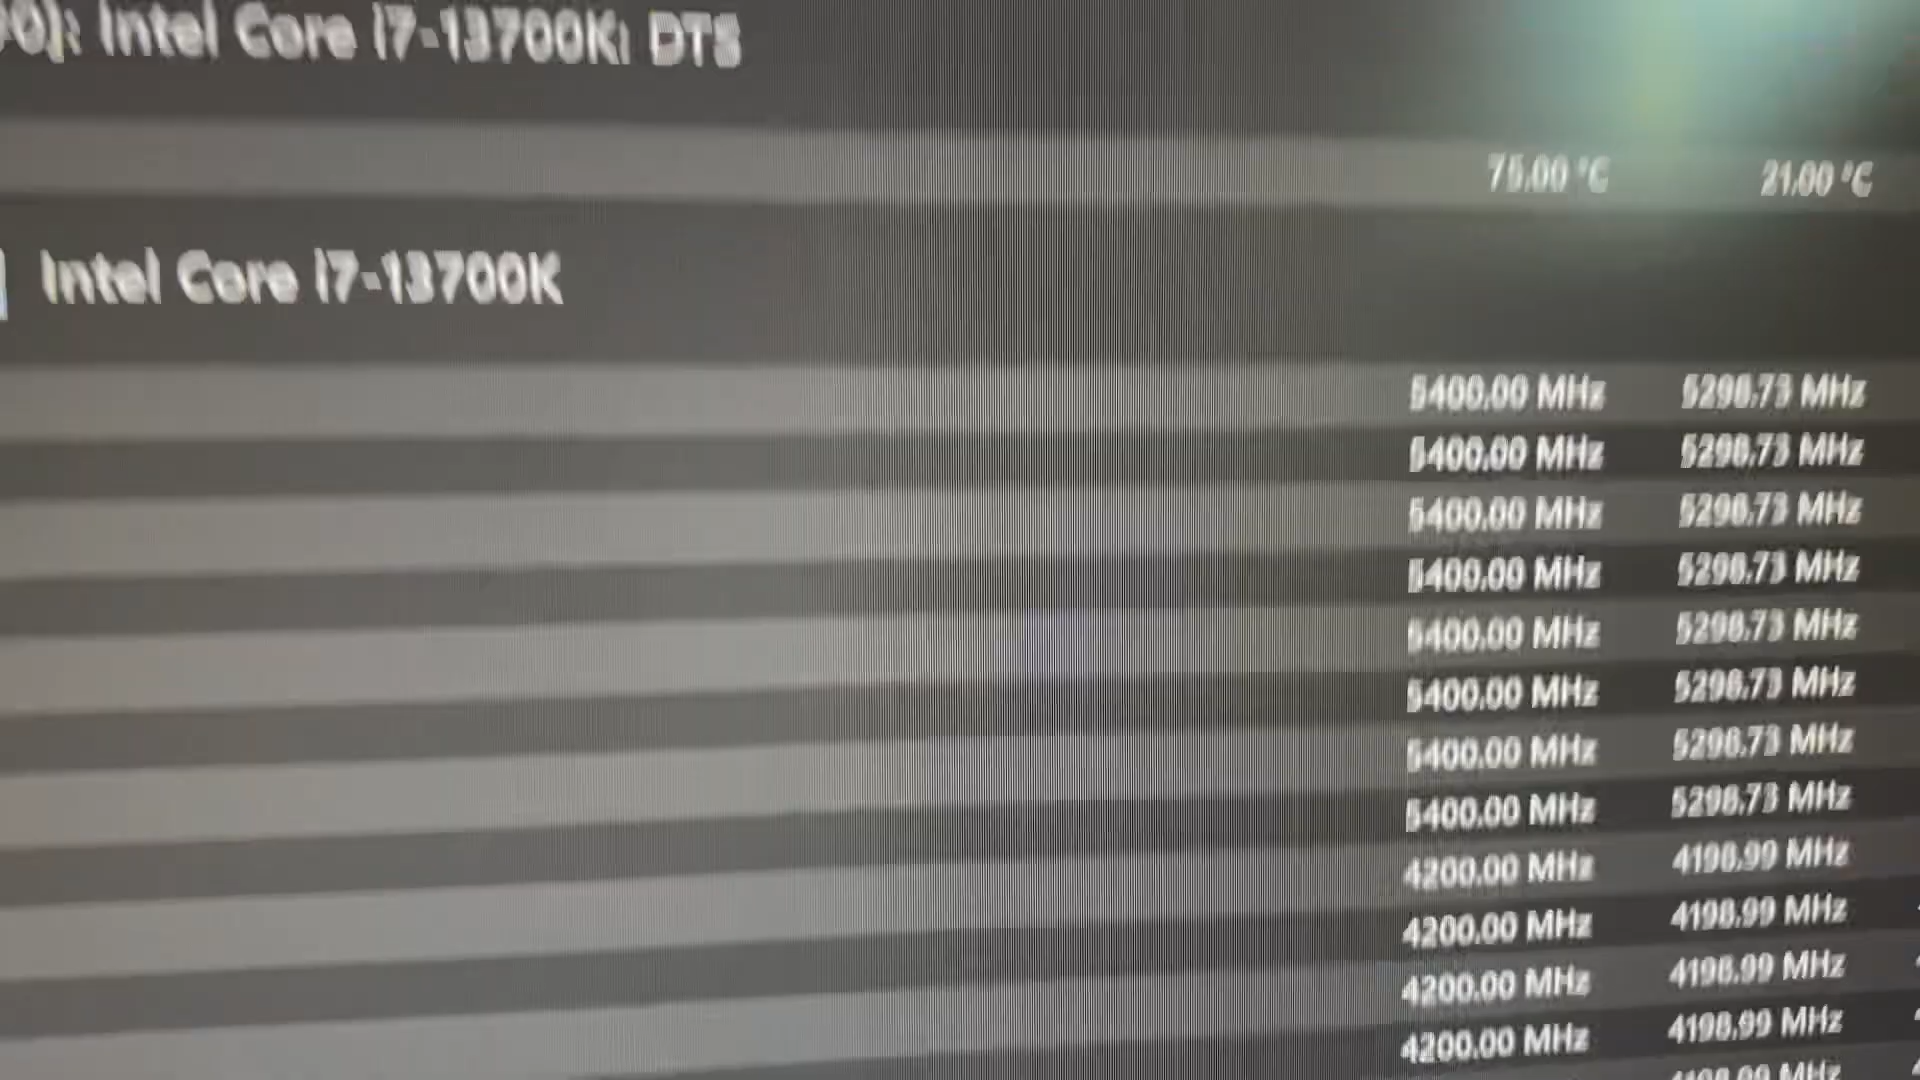 Intel Core i7-13700K: DTS
75.00 °C 21.00 °C
Intel Core i7-13700K
5400.00 MHz 5298.73 MHz
5400.00 MHz 5298.73 MHz
5400.00 MHz 5298.73 MHz
5400.00 MHz 5298.73 MHz
5400.00 MHz 5298.73 MHz
5400.00 MHz 5298.73 MHz
5400.00 MHz 5298.73 MHz
5400.00 MHz 5298.73 MHz
4200.00 MHz 4198.99 MHz
4200.00 MHz 4198.99 MHz
4200.00 MHz 4198.99 MHz
4200.00 MHz 4198.99 MHz